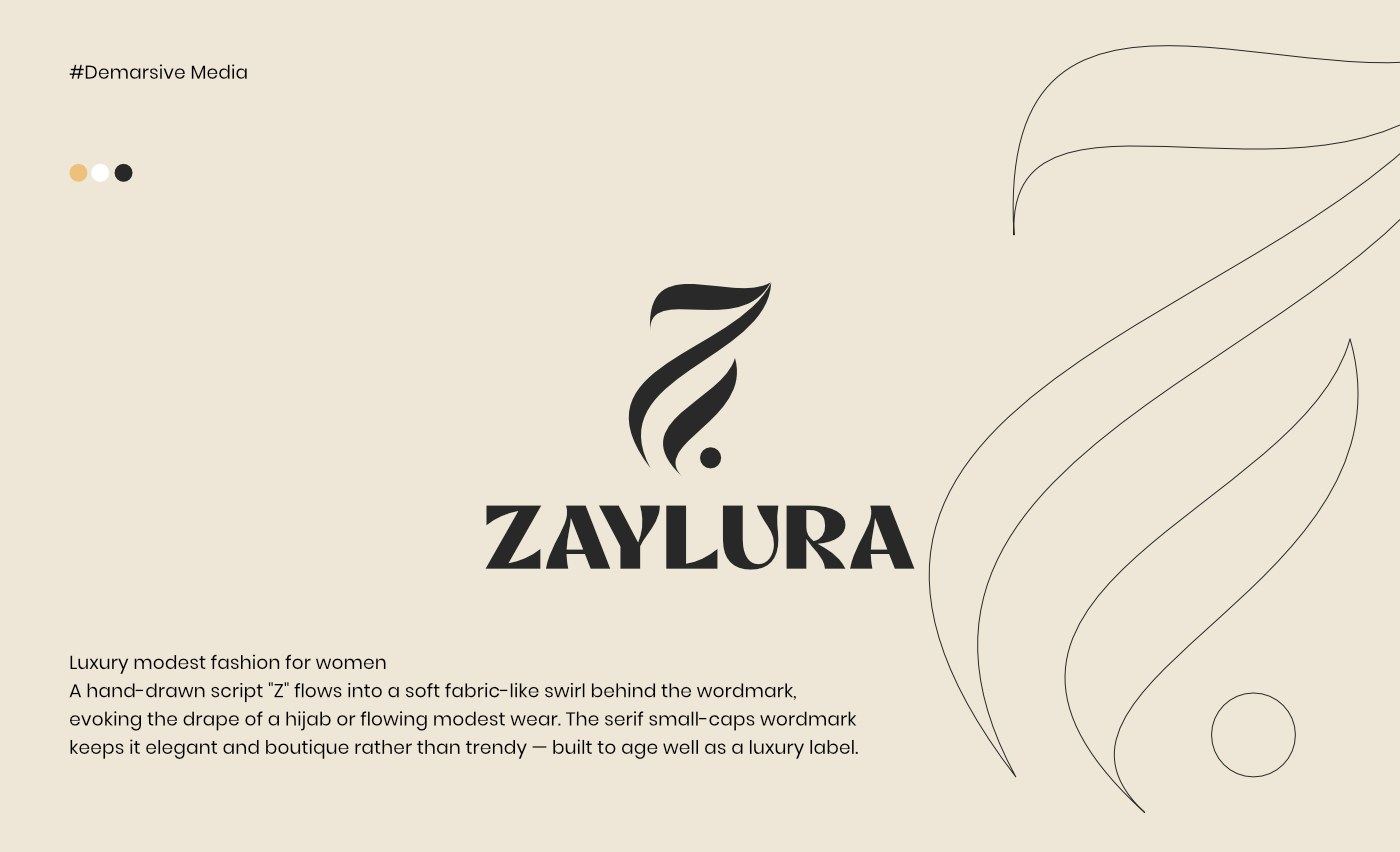 #Demarsive Media
ZAYLURA
Luxury modest fashion for women
A hand-drawn script "Z" flows into a soft fabric-like swirl behind the wordmark,
evoking the drape of a hijab or flowing modest wear. The serif small-caps wordmark
keeps it elegant and boutique rather than trendy — built to age well as a luxury label.